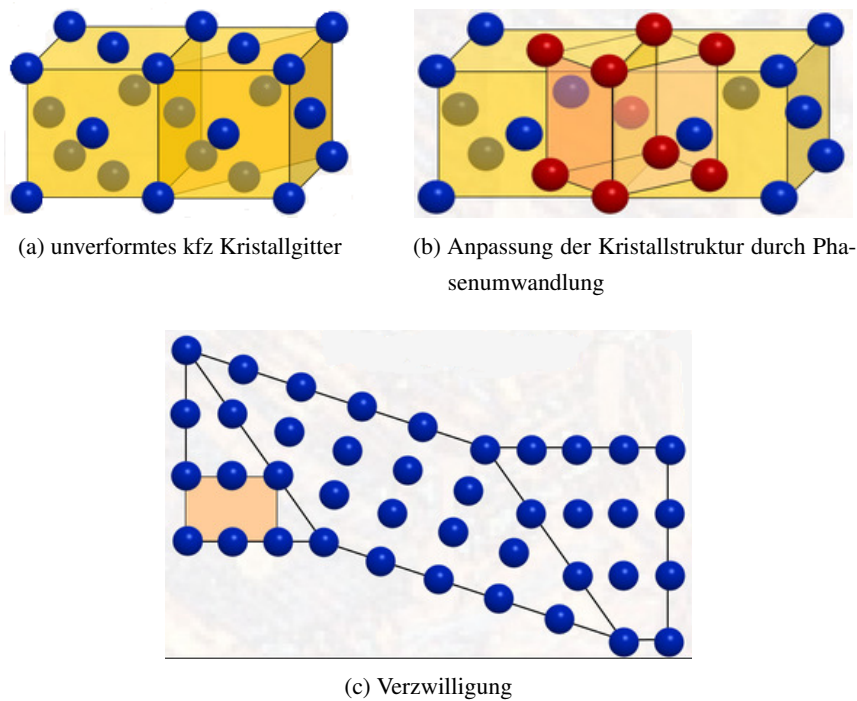 (a) unverformtes kfz Kristallgitter
(b) Anpassung der Kristallstruktur durch Pha-
senumwandlung
(c) Verzwilligung